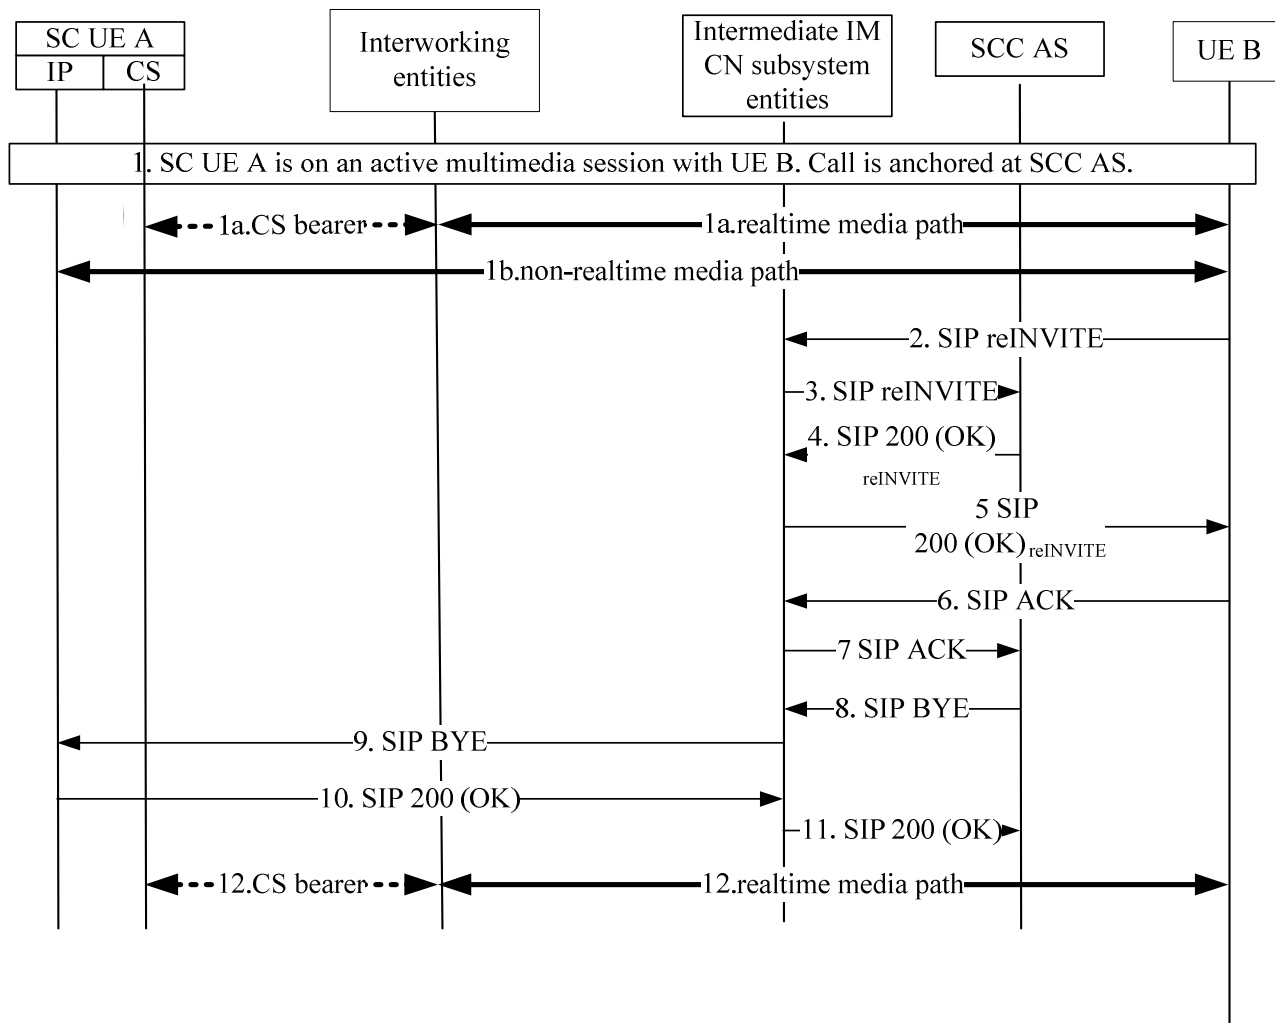 SC UE A
IP
CS
Interworking
entities
Intermediate IM
CN subsystem
entities
SCC AS
UE B
1. SC UE A is on an active multimedia session with UE B. Call is anchored at SCC AS.
1a.CS bearer
1a.realtime media path
1b.non-realtime media path
2. SIP reINVITE
3. SIP reINVITE
4. SIP 200 (OK)
reINVITE
5 SIP
200 (OK) reINVITE
6. SIP ACK
7 SIP ACK
8. SIP BYE
9. SIP BYE
10. SIP 200 (OK)
11. SIP 200 (OK)
12.CS bearer
12.realtime media path